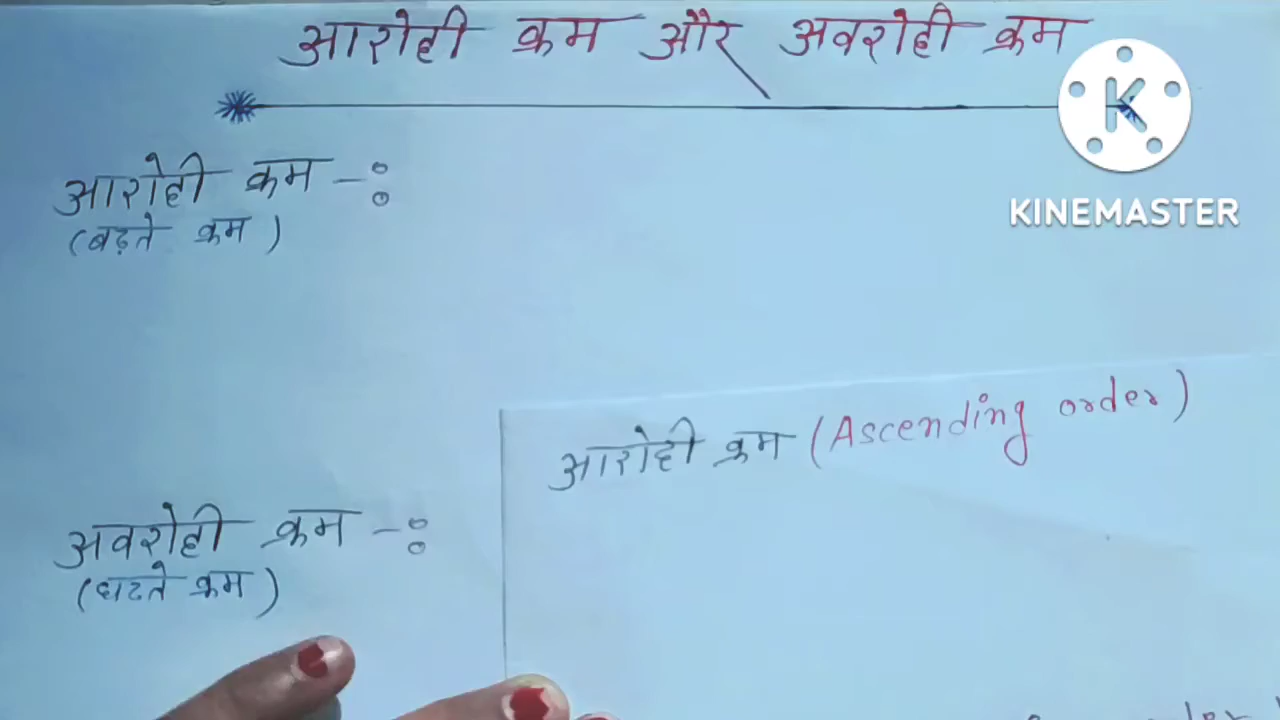 आरोही क्रम और अवरोही क्रम
आरोही क्रम -:
(बढ़ते क्रम)
KINEMASTER
आरोही क्रम (Ascending order)
अवरोही क्रम -:
(घटते क्रम)